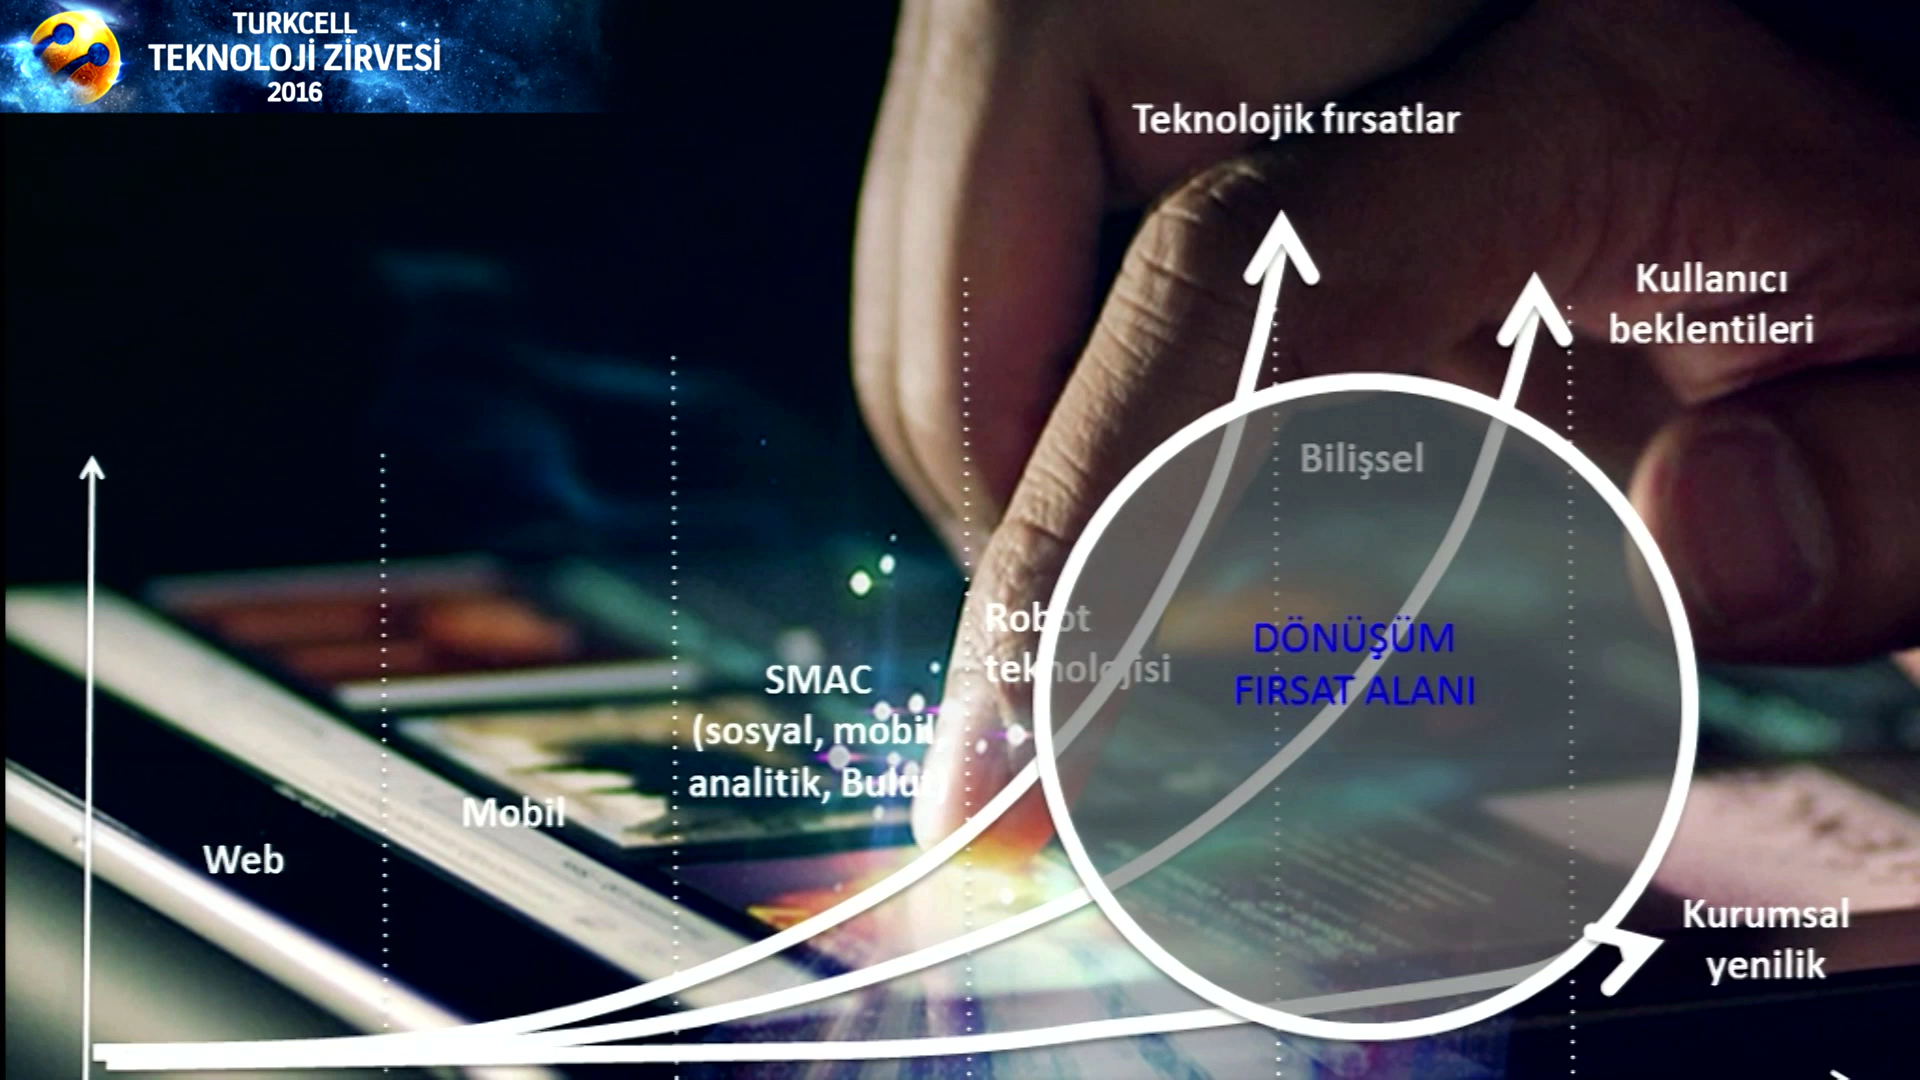 TURKCELL
TEKNOLOJİ ZİRVESİ
2016
Teknolojik fırsatlar
Kullanıcı
beklentileri
Bilişsel
Robot
teknolojisi
DÖNÜŞÜM
FIRSAT ALANI
SMAC
(sosyal, mobil,
analitik, Bulut)
Mobil
Web
Kurumsal
yenilik